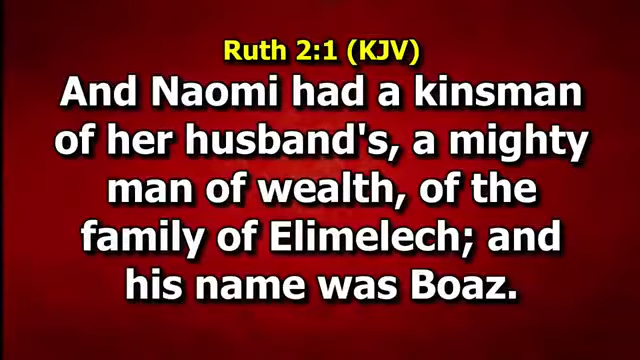 Ruth 2:1 (KJV)
And Naomi had a kinsman
of her husband's, a mighty
man of wealth, of the
family of Elimelech; and
his name was Boaz.